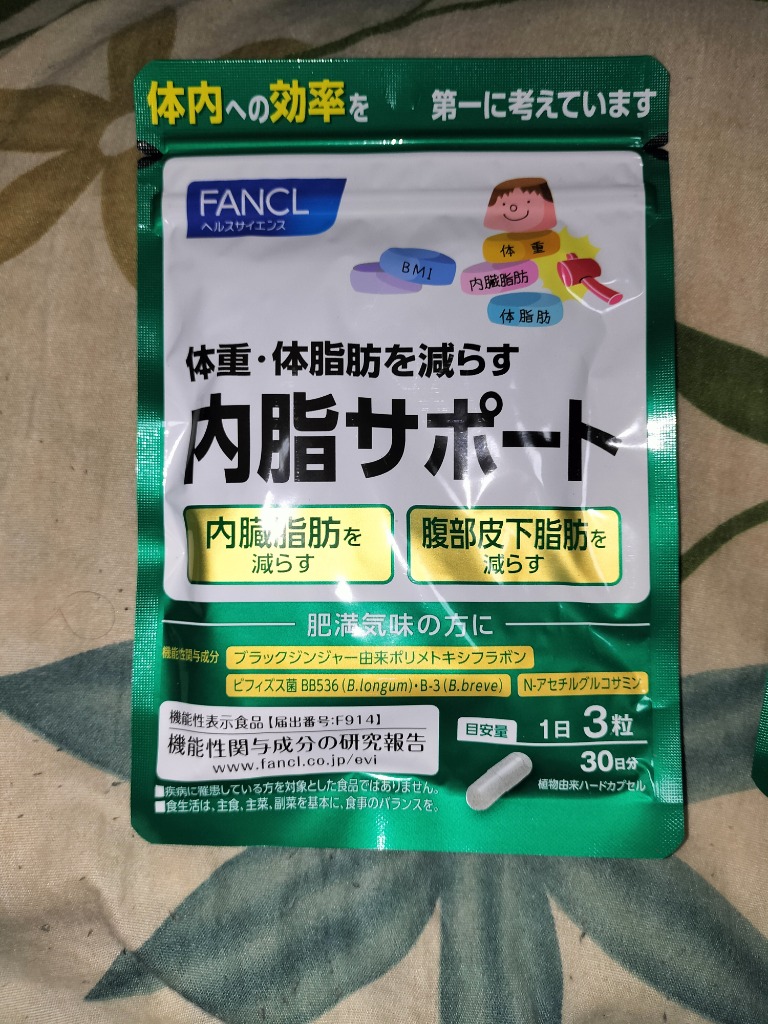 体内への効率を 第一に考えています
FANCL
ヘルスサイエンス
体重
BMI
内臓脂肪
体脂肪
体重・体脂肪を減らす
内脂サポート
内臓脂肪を
減らす
腹部皮下脂肪を
減らす
肥満気味の方に
機能性関与成分
ブラックジンジャー由来ポリメトキシフラボン
ビフィズス菌 BB536 (B.longum)・B-3 (B.breve)
N-アセチルグルコサミン
機能性表示食品【届出番号:F914】
機能性関与成分の研究報告
www.fancl.co.jp/evi
目安量 1日 3粒
30日分
植物由来ハードカプセル
■疾病に罹患している方を対象とした食品ではありません。
■食生活は、主食、主菜、副菜を基本に、食事のバランスを。